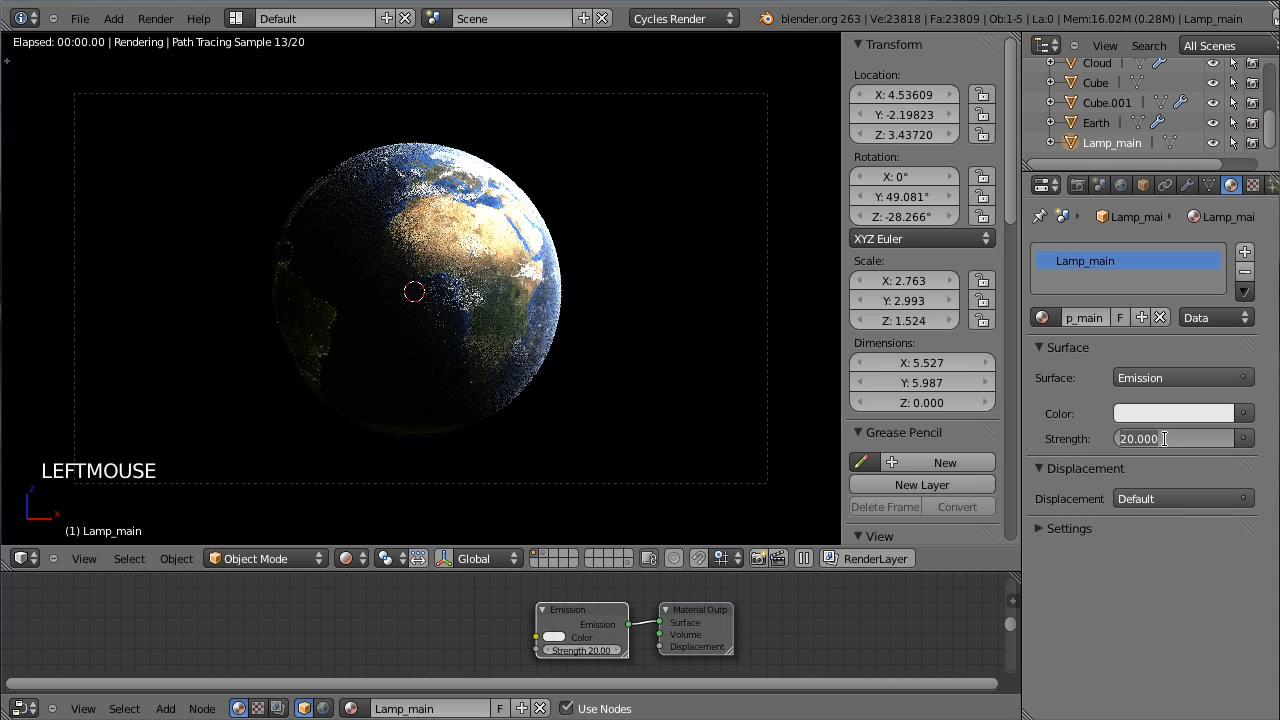 File Add Render Help Default Scene Cycles Render blender.org 263 | Ve:23818 | Fa:23809 | Ob:1-5 | La:0 | Mem:16.02M (0.28M) | Lamp_main
Elapsed: 00:00.00 | Rendering | Path Tracing Sample 13/20
LEFTMOUSE
z
x
(1) Lamp_main
View Select Object Object Mode Global RenderLayer
Transform
Location:
X: 4.53609
Y: -2.19823
Z: 3.43720
Rotation:
X: 0°
Y: 49.081°
Z: -28.266°
XYZ Euler
Scale:
X: 2.763
Y: 2.993
Z: 1.524
Dimensions:
X: 5.527
Y: 5.987
Z: 0.000
Grease Pencil
New
New Layer
Delete Frame Convert
View
View Search All Scenes
Cloud
Cube
Cube.001
Earth
Lamp_main
Lamp_mai Lamp_mai
Lamp_main
p_main F Data
Surface
Surface: Emission
Color:
Strength: 20.000
Displacement
Displacement Default
Settings
Emission
Emission
Color
Strength 20.00
Material Outp
Surface
Volume
Displacement
View Select Add Node Lamp_main F Use Nodes